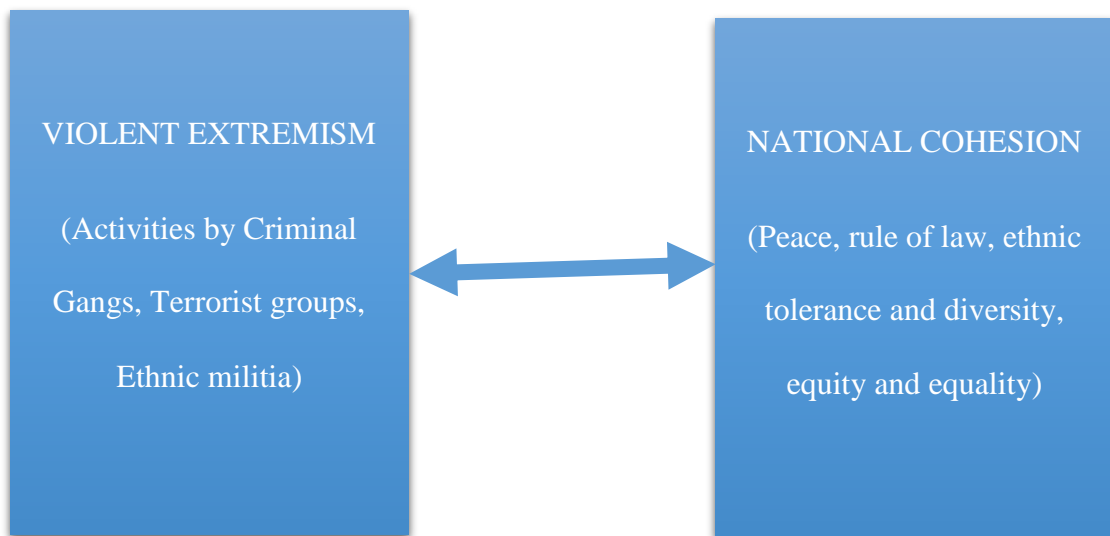 VIOLENT EXTREMISM
(Activities by Criminal
Gangs, Terrorist groups,
Ethnic militia)
NATIONAL COHESION
(Peace, rule of law, ethnic
tolerance and diversity,
equity and equality)